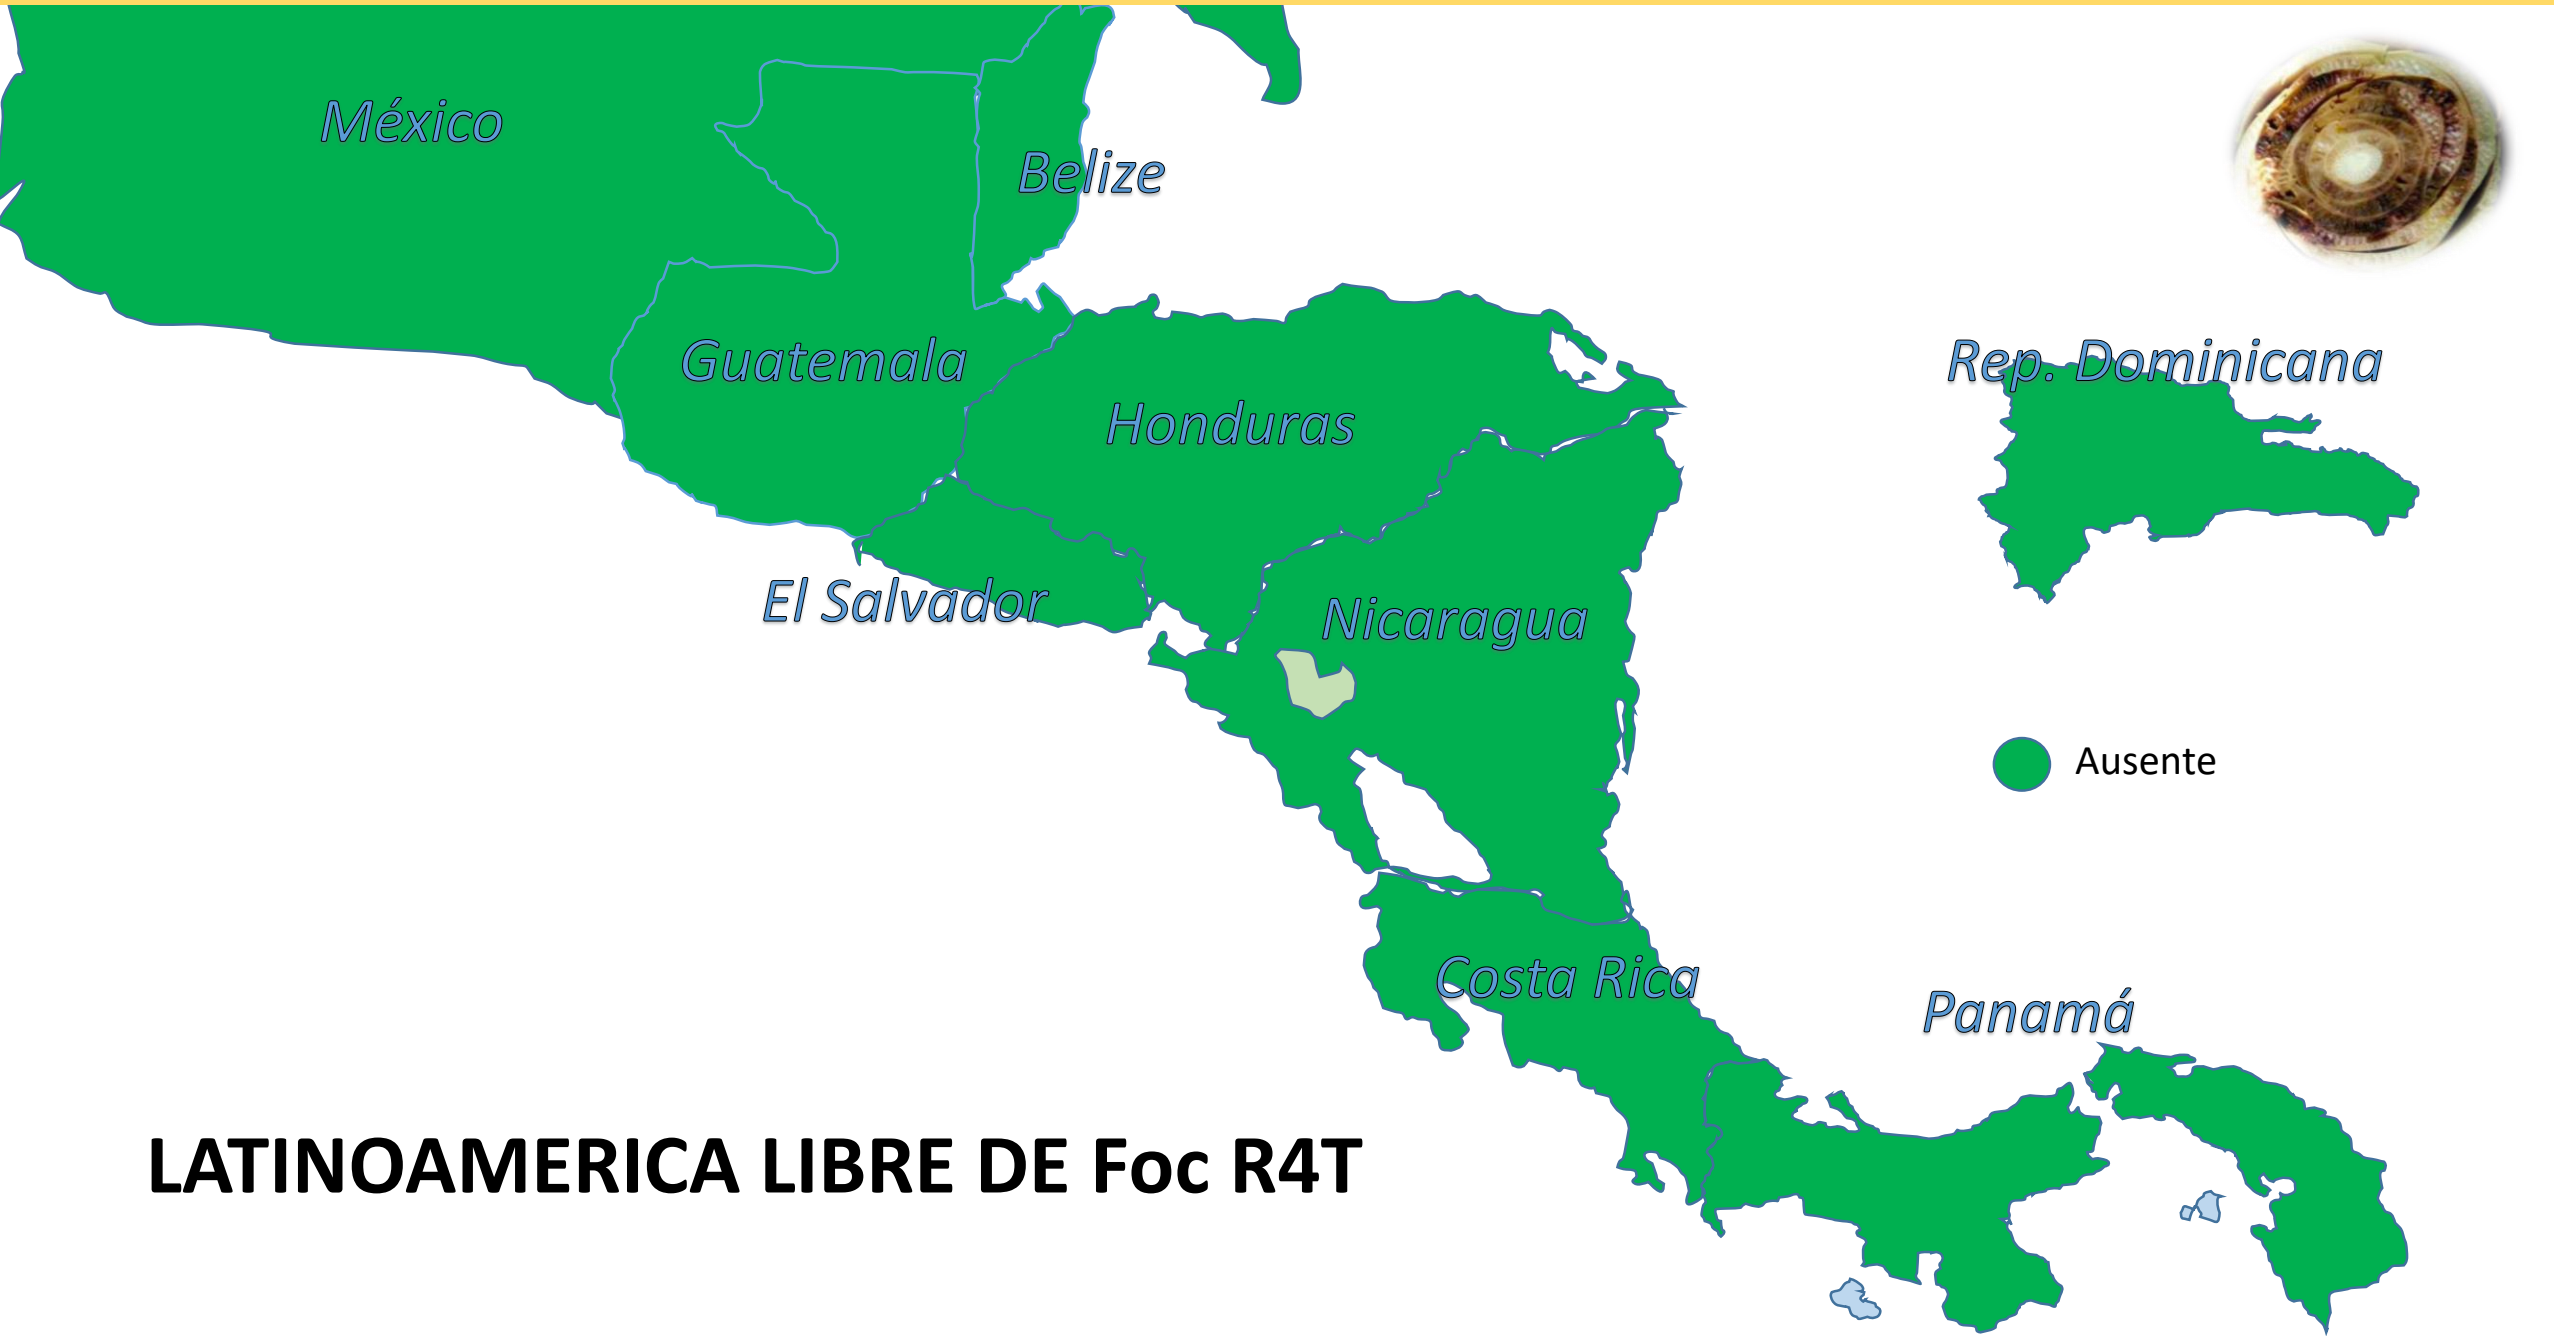 México
Belize
Guatemala
Rep. Dominicana
Honduras
El Salvador
Nicaragua
Ausente
Costa Rica
Panamá
LATINOAMERICA LIBRE DE Foc R4T